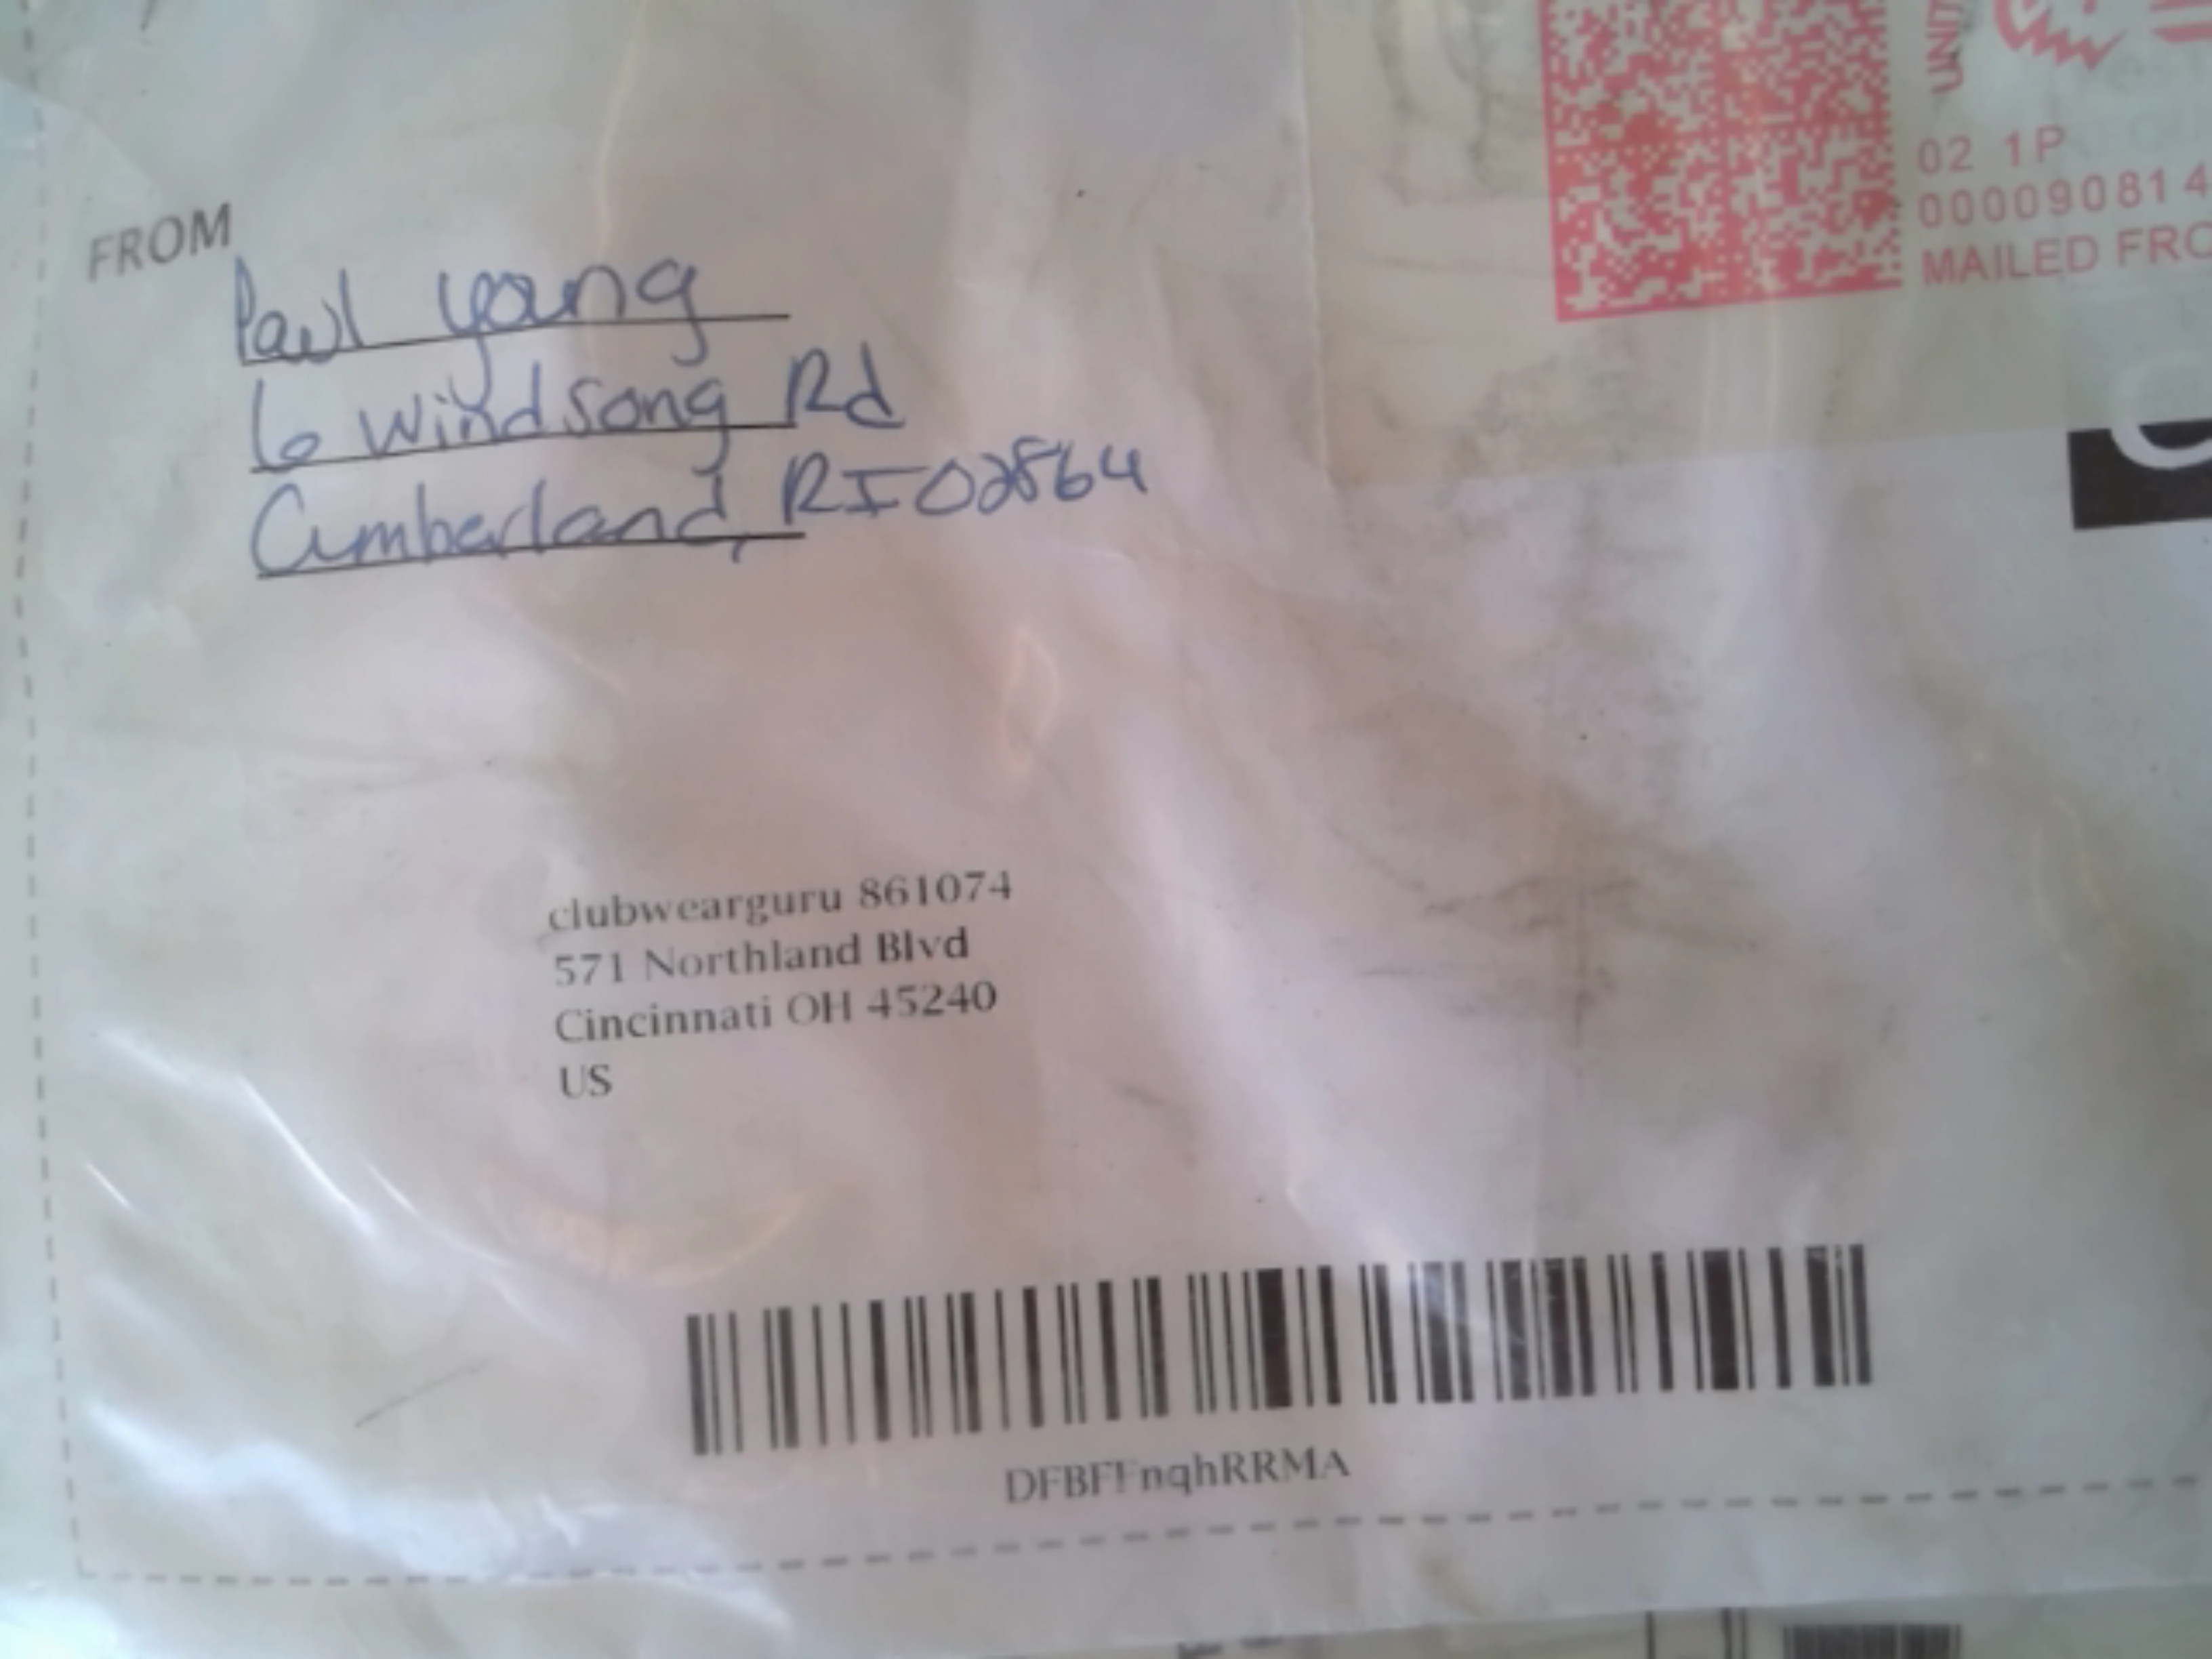 FROM
Paul young
6 Windsong Rd
Cumberland, RI 02864
02 1P
000090814
MAILED FRO
clubwearguru 861074
571 Northland Blvd
Cincinnati OH 45240
US
DFBFFnqhRRMA